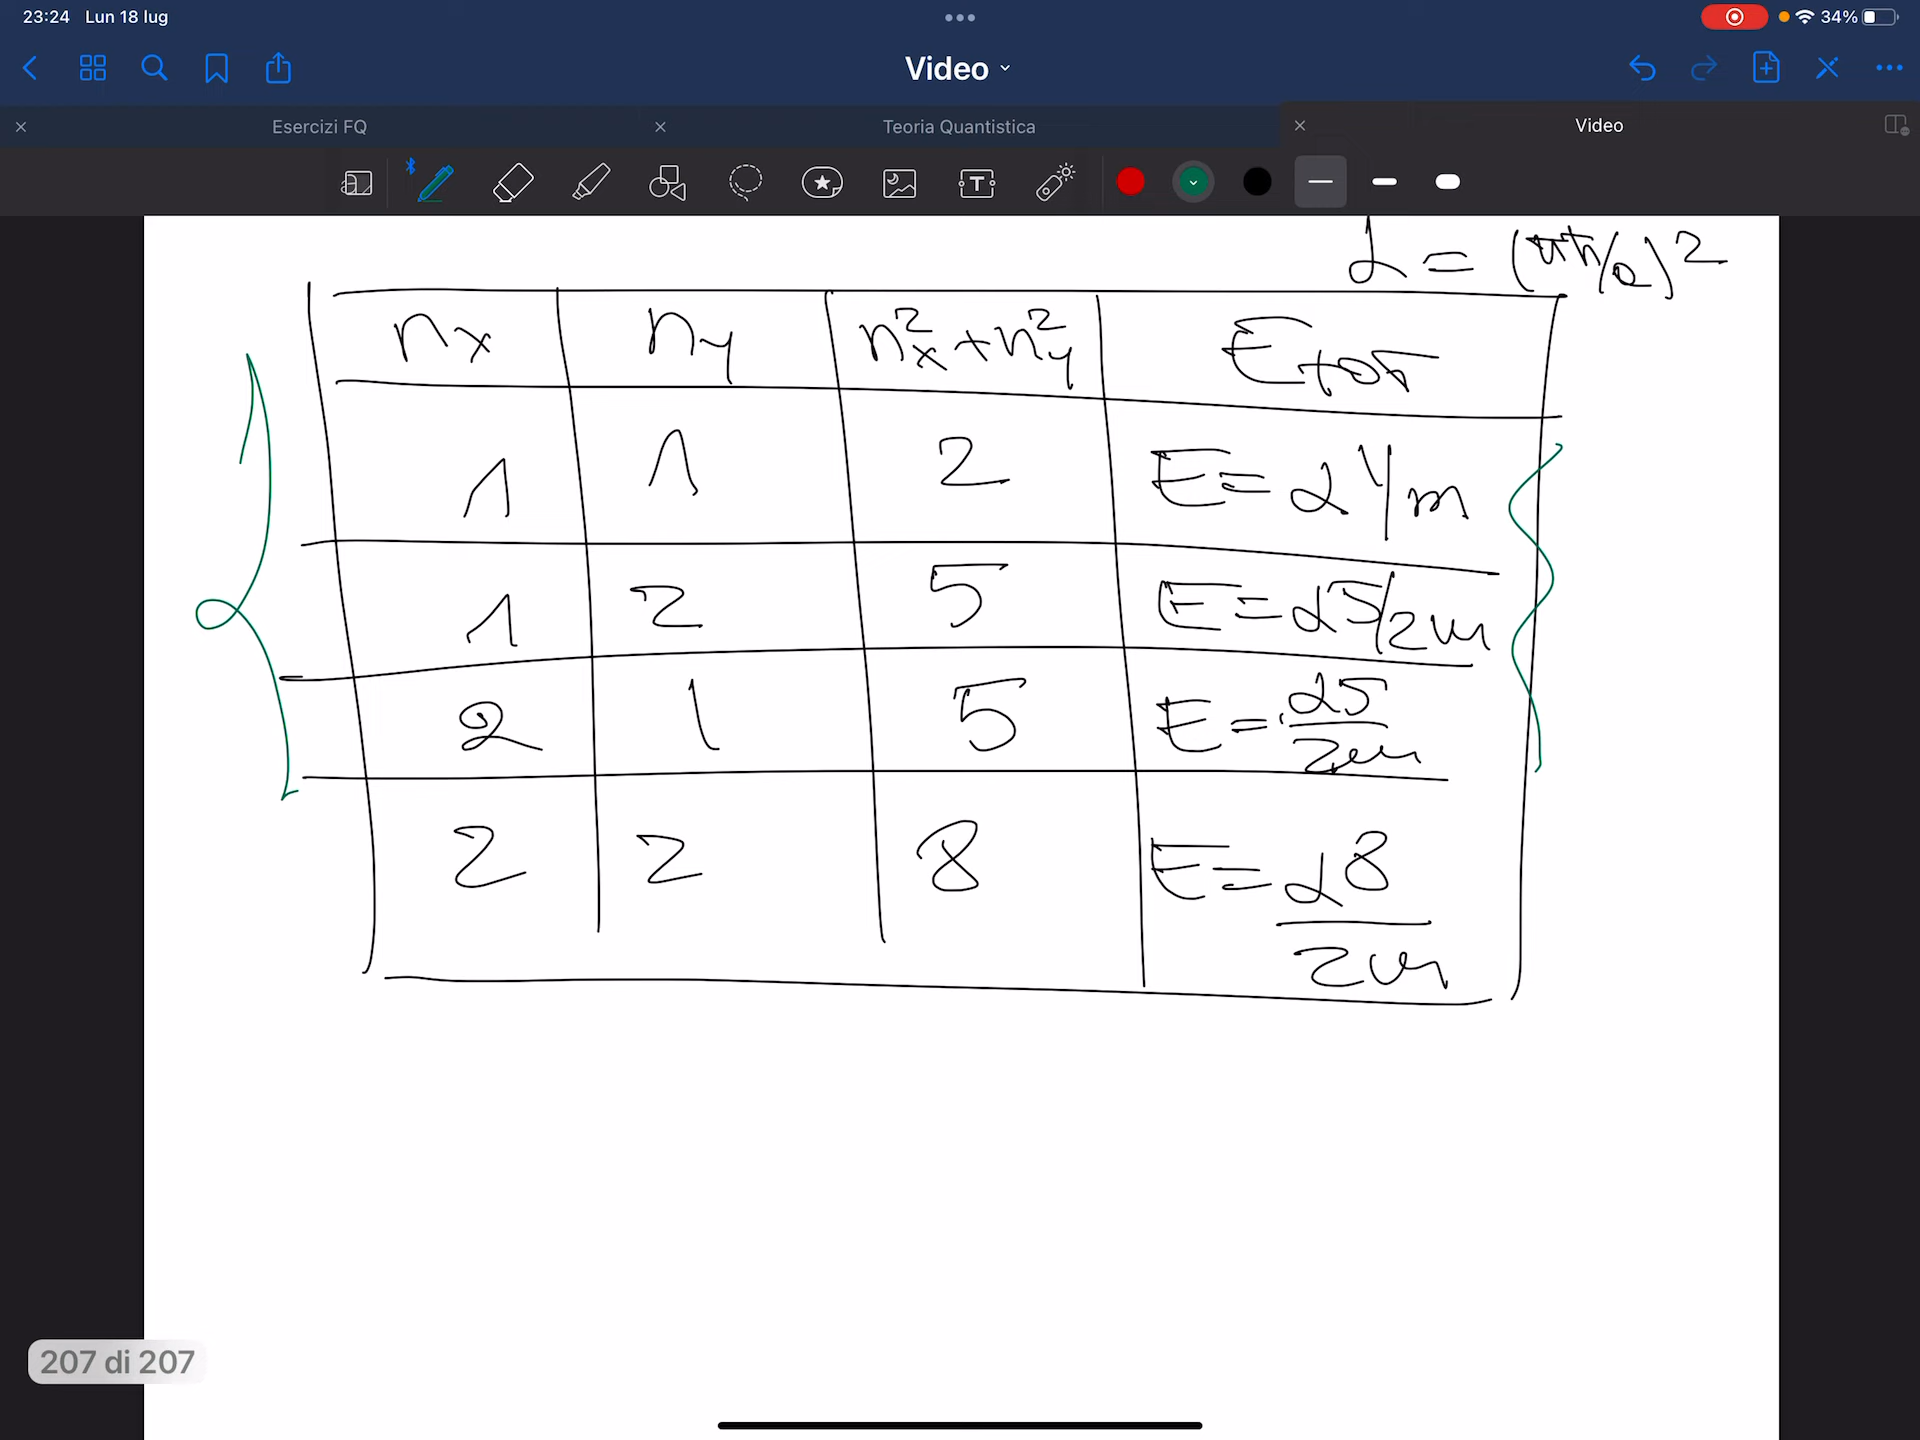 23:24 Lun 18 lug
34%
Video
Esercizi FQ
Teoria Quantistica
Video
α = (πħ/a)²
nx ny nx²+ny² ETOT
1 1 2 E = α 1/m
1 2 5 E = α5/2m
2 1 5 E = α5/2m
2 2 8 E = α8/2m
207 di 207